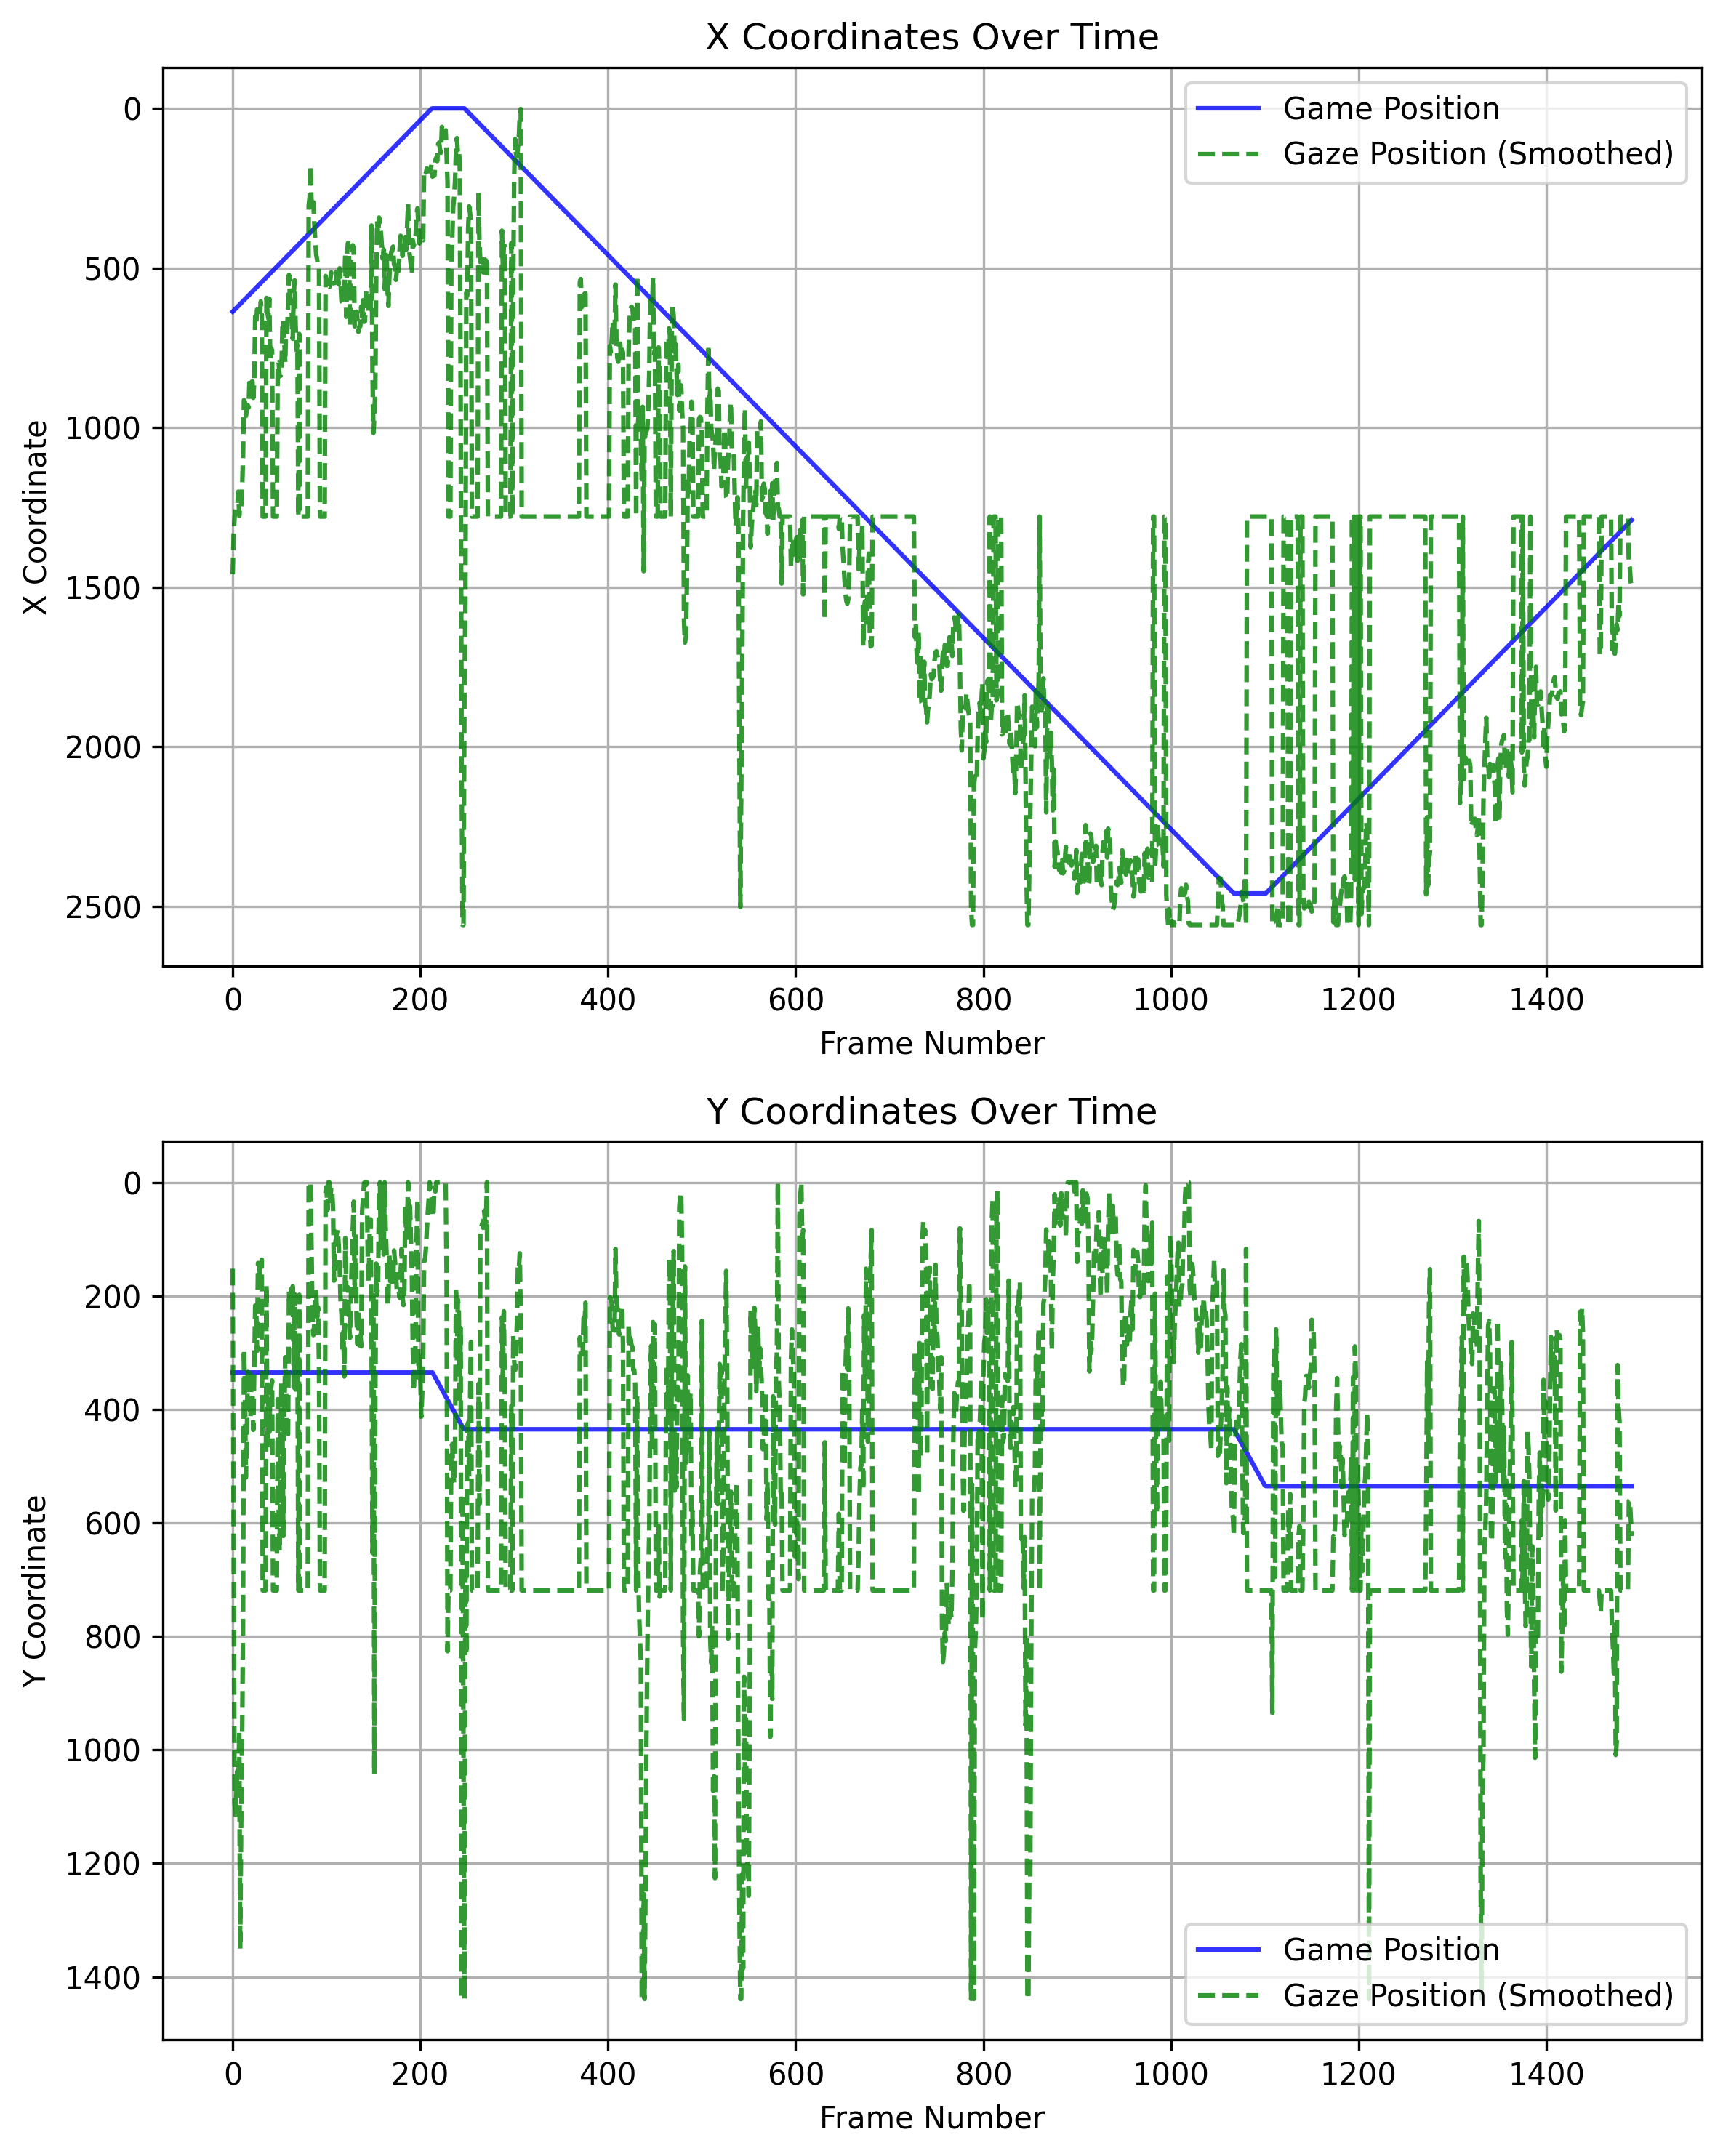 X Coordinates Over Time
X Coordinate
0
500
1000
1500
2000
2500
Game Position
Gaze Position (Smoothed)
0 200 400 600 800 1000 1200 1400
Frame Number
Y Coordinates Over Time
Y Coordinate
0
200
400
600
800
1000
1200
1400
Game Position
Gaze Position (Smoothed)
0 200 400 600 800 1000 1200 1400
Frame Number